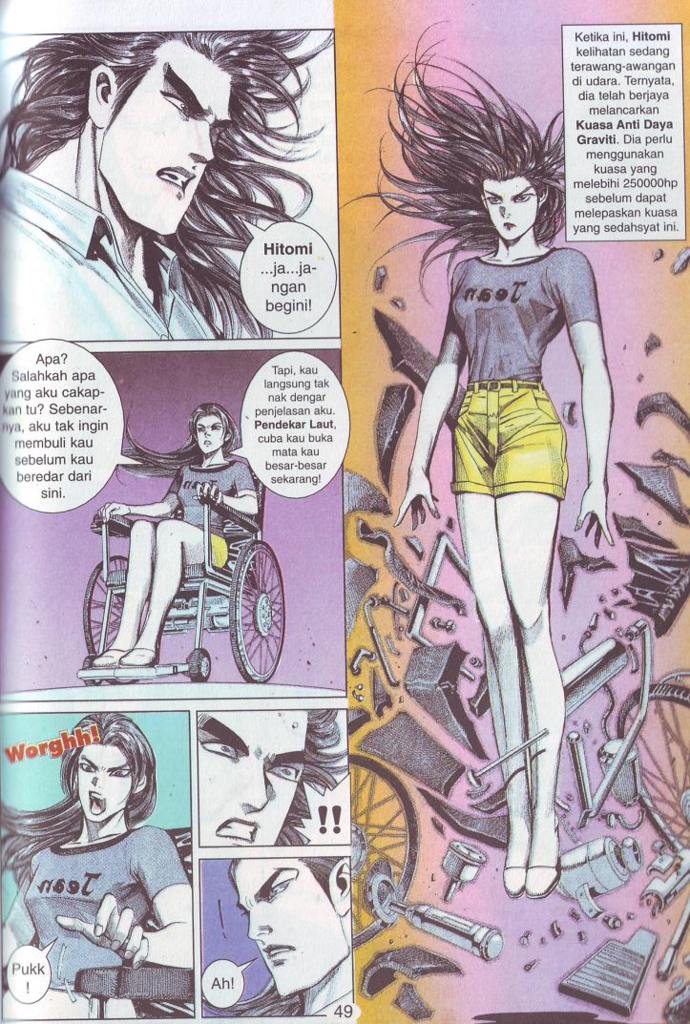 Hitomi
...ja...ja-
ngan
begini!
Apa?
Salahkah apa
yang aku cakap-
kan tu? Sebenar-
nya, aku tak ingin
membuli kau
sebelum kau
beredar dari
sini.
Tapi, kau
langsung tak
nak dengar
penjelasan aku.
Pendekar Laut,
cuba kau buka
mata kau
besar-besar
sekarang!
Worghh!
Pukk
!
!!
Ah!
Ketika ini, Hitomi
kelihatan sedang
terawang-awangan
di udara. Ternyata,
dia telah berjaya
melancarkan
Kuasa Anti Daya
Graviti. Dia perlu
menggunakan
kuasa yang
melebihi 250000hp
sebelum dapat
melepaskan kuasa
yang sedahsyat ini.
49